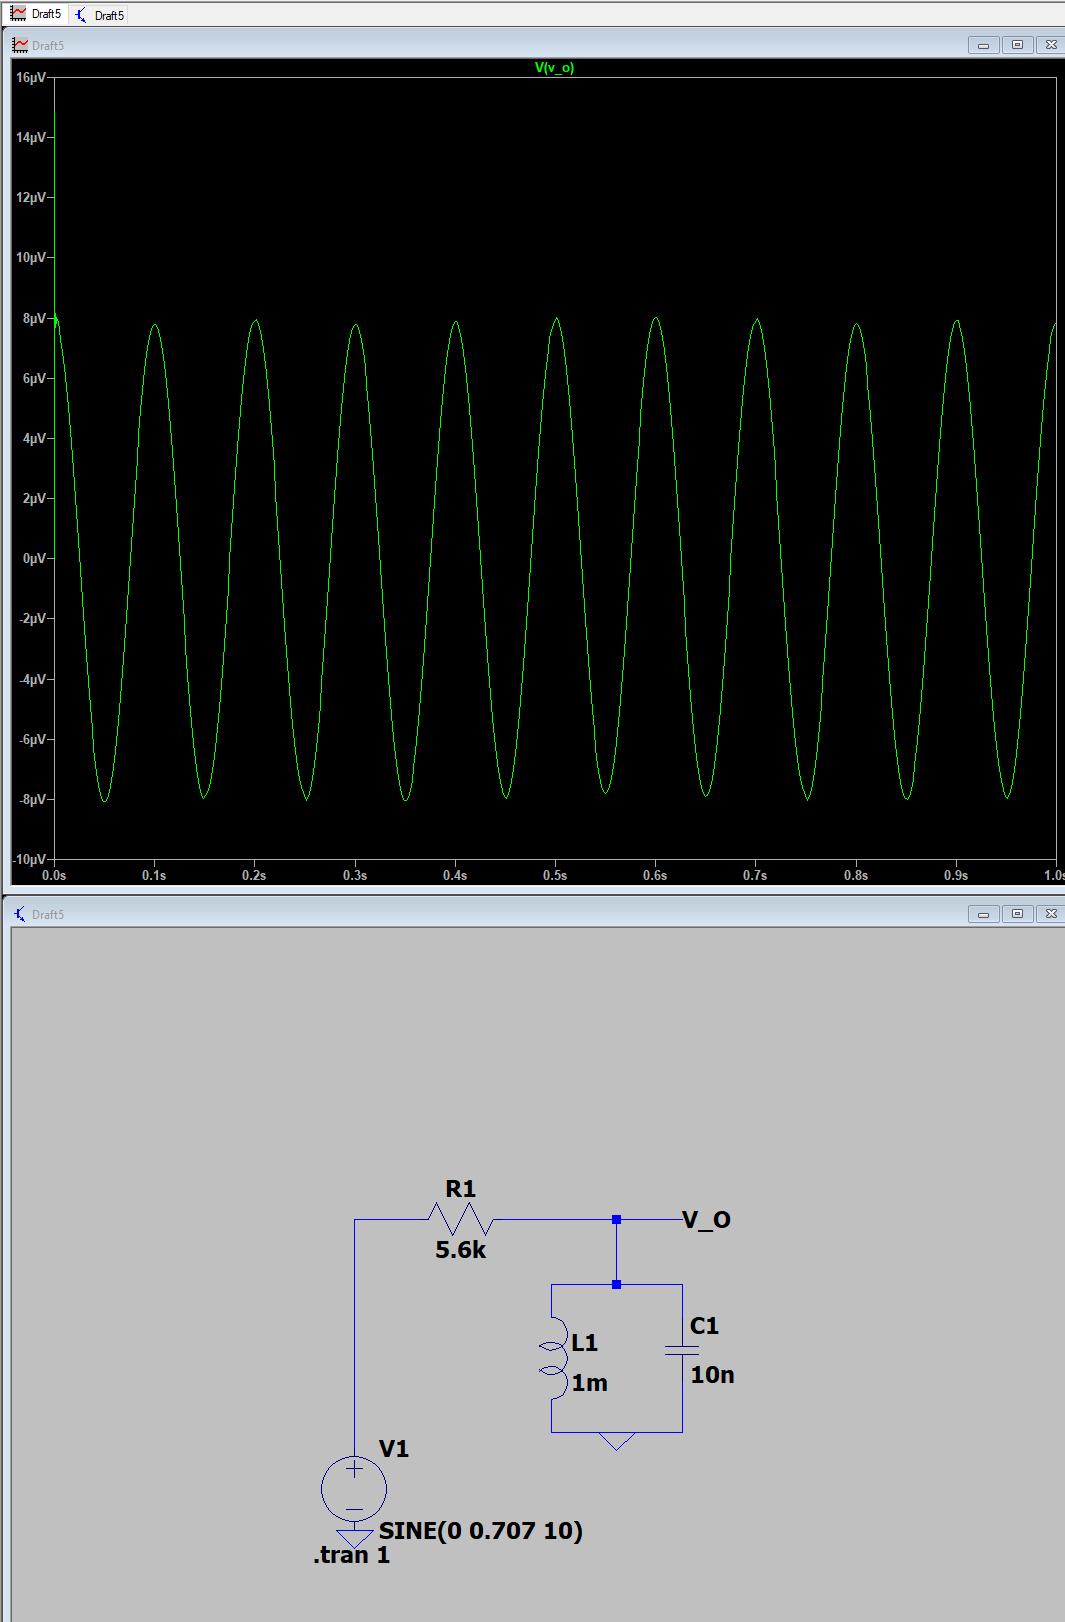 Draft5 Draft5
Draft5
V(v_o)
16µV
14µV
12µV
10µV
8µV
6µV
4µV
2µV
0µV
-2µV
-4µV
-6µV
-8µV
-10µV
0.0s 0.1s 0.2s 0.3s 0.4s 0.5s 0.6s 0.7s 0.8s 0.9s 1.0s
Draft5
R1
V_O
5.6k
C1
L1
10n
1m
V1
SINE(0 0.707 10)
.tran 1